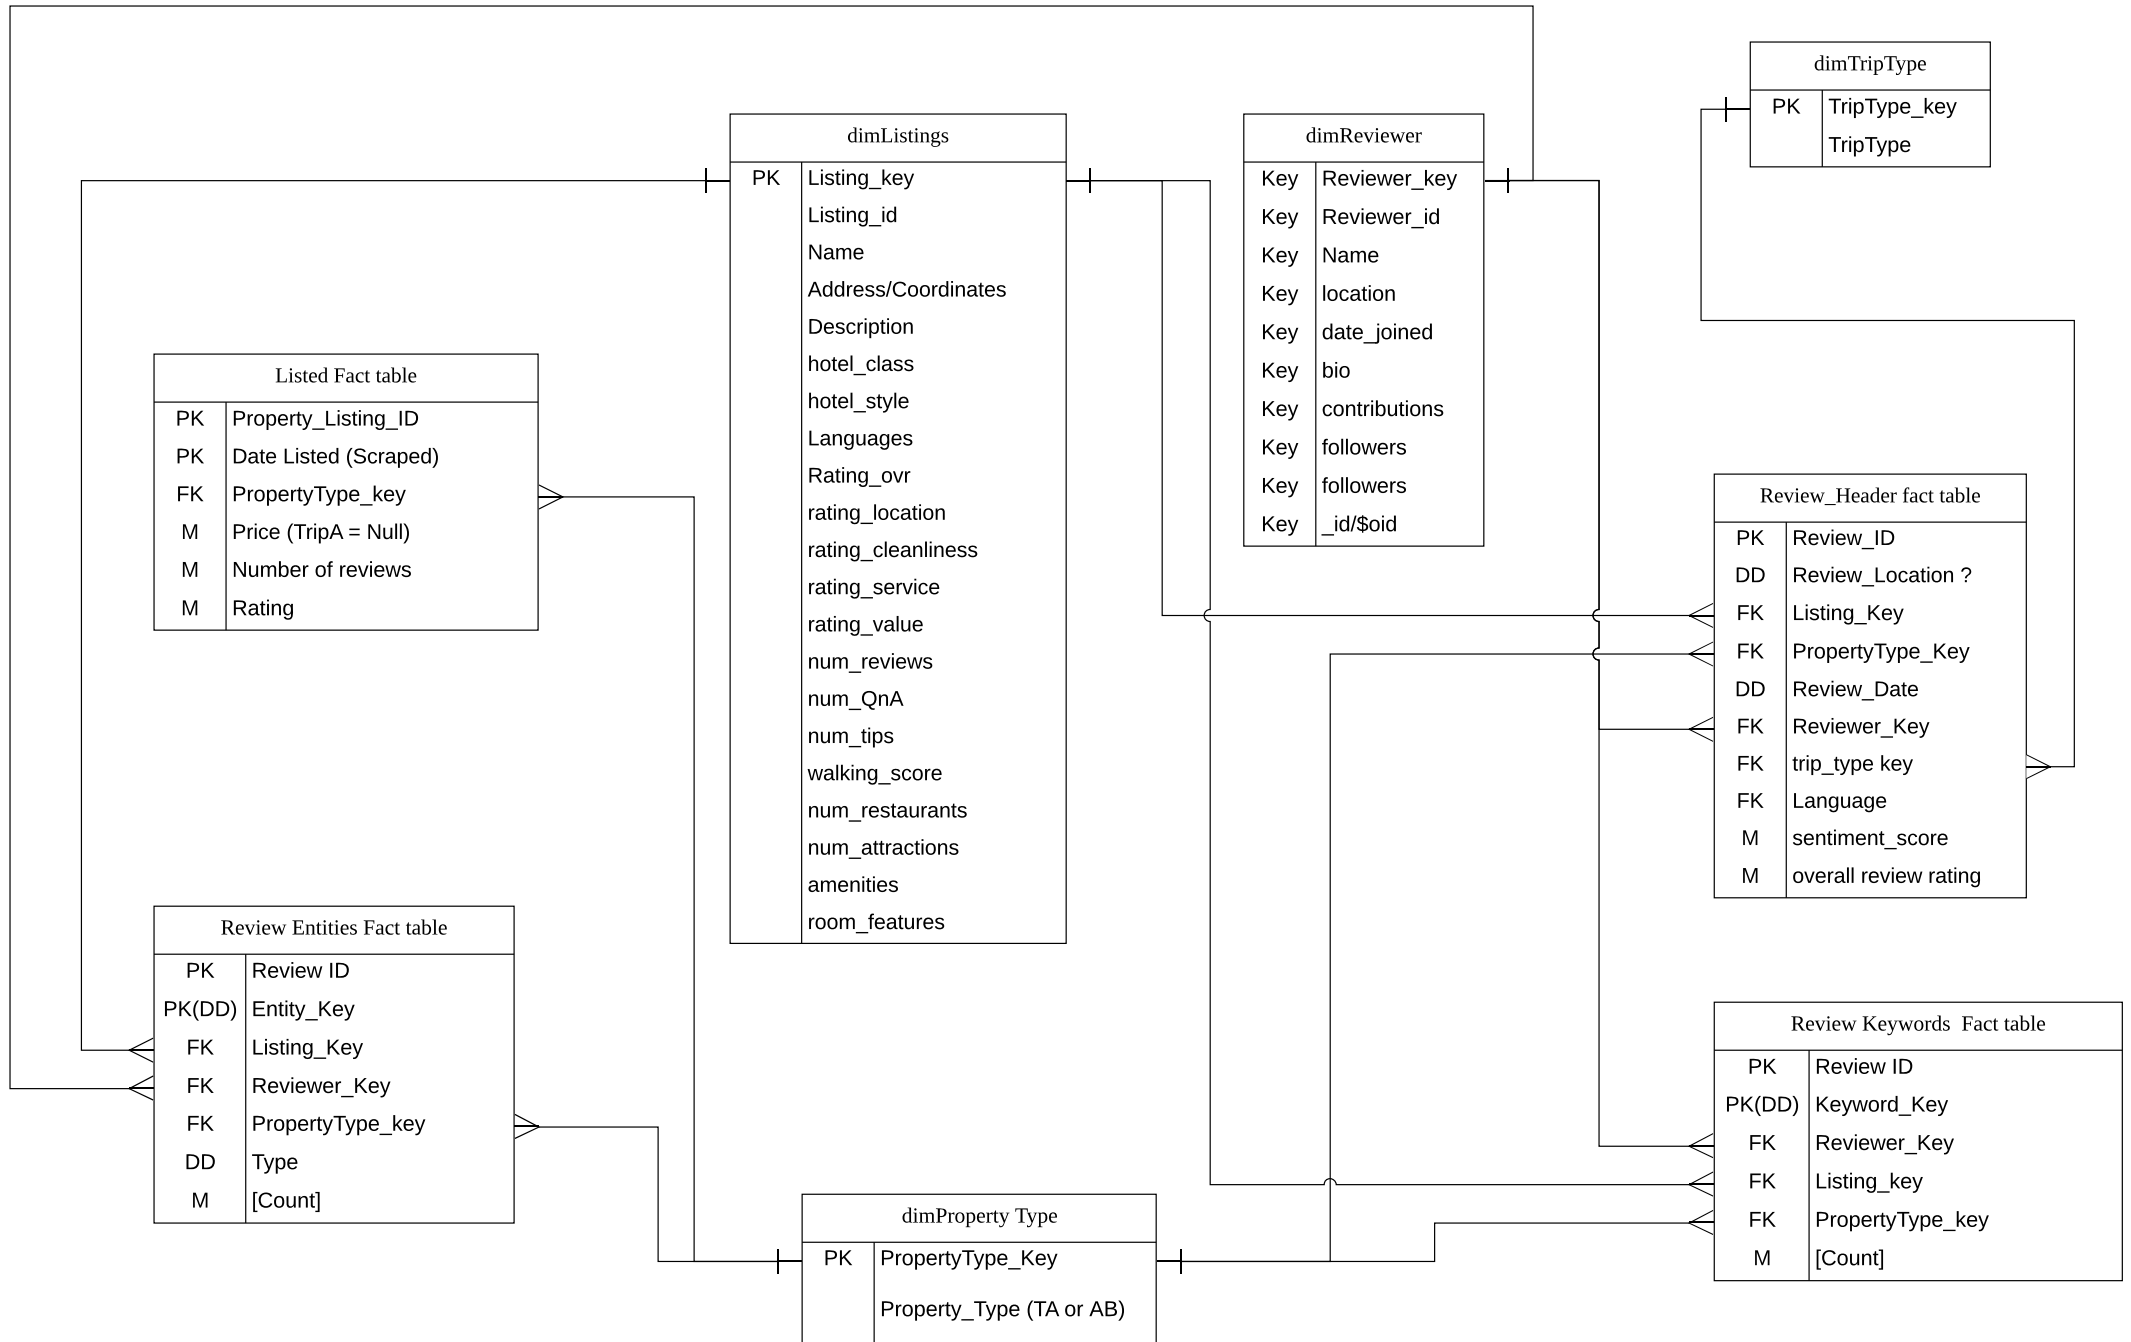 dimTripType
PK TripType_key
TripType
dimListings
PK Listing_key
Listing_id
Name
Address/Coordinates
Description
hotel_class
hotel_style
Languages
Rating_ovr
rating_location
rating_cleanliness
rating_service
rating_value
num_reviews
num_QnA
num_tips
walking_score
num_restaurants
num_attractions
amenities
room_features
dimReviewer
Key Reviewer_key
Key Reviewer_id
Key Name
Key location
Key date_joined
Key bio
Key contributions
Key followers
Key followers
Key _id/$oid
Listed Fact table
PK Property_Listing_ID
PK Date Listed (Scraped)
FK PropertyType_key
M Price (TripA = Null)
M Number of reviews
M Rating
Review_Header fact table
PK Review_ID
DD Review_Location ?
FK Listing_Key
FK PropertyType_Key
DD Review_Date
FK Reviewer_Key
FK trip_type key
FK Language
M sentiment_score
M overall review rating
Review Entities Fact table
PK Review ID
PK(DD) Entity_Key
FK Listing_Key
FK Reviewer_Key
FK PropertyType_key
DD Type
M [Count]
Review Keywords  Fact table
PK Review ID
PK(DD) Keyword_Key
FK Reviewer_Key
FK Listing_key
FK PropertyType_key
M [Count]
dimProperty Type
PK PropertyType_Key
Property_Type (TA or AB)